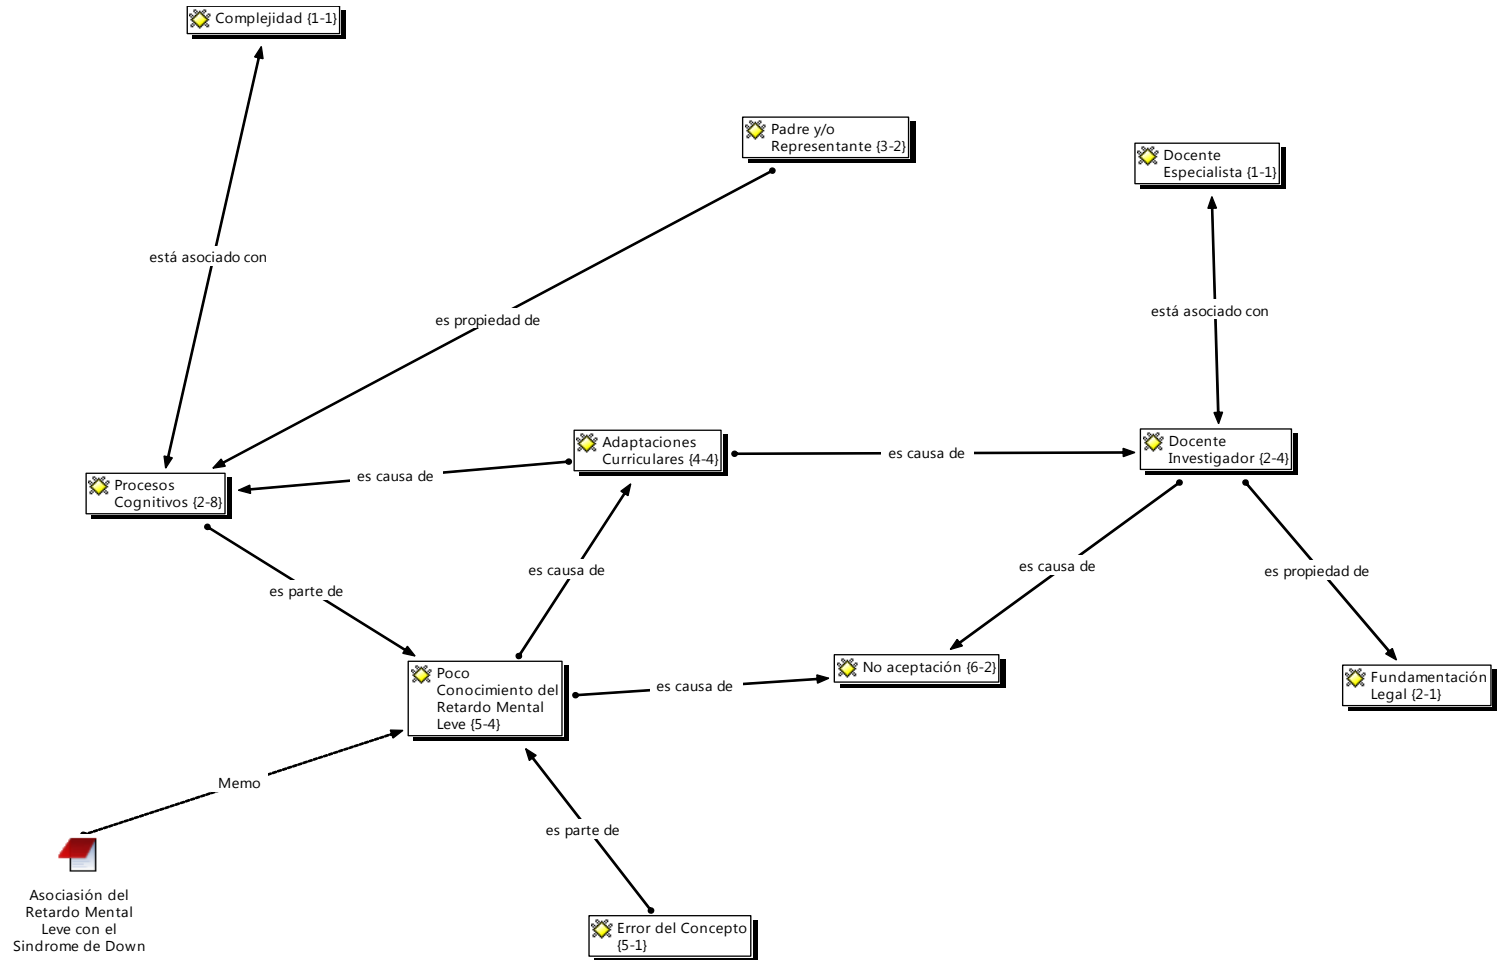 Complejidad {1-1}
Padre y/o
Representante {3-2}
Docente
Especialista {1-1}
está asociado con
está asociado con
es propiedad de
Adaptaciones
Curriculares {4-4}
es causa de
Docente
Investigador {2-4}
es causa de
Procesos
Cognitivos {2-8}
es causa de
es causa de
es propiedad de
es parte de
Poco
Conocimiento del
Retardo Mental
Leve {5-4}
es causa de
No aceptación {6-2}
Fundamentación
Legal {2-1}
Memo
es parte de
Asociasión del
Retardo Mental
Leve con el
Sindrome de Down
Error del Concepto
{5-1}